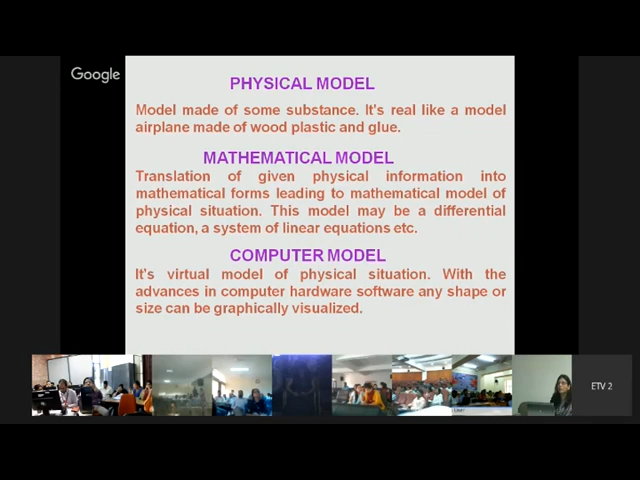 Google
PHYSICAL MODEL
Model made of some substance. It's real like a model
airplane made of wood plastic and glue.
MATHEMATICAL MODEL
Translation of given physical information into
mathematical forms leading to mathematical model of
physical situation. This model may be a differential
equation, a system of linear equations etc.
COMPUTER MODEL
It's virtual model of physical situation. With the
advances in computer hardware software any shape or
size can be graphically visualized.
ETV 2